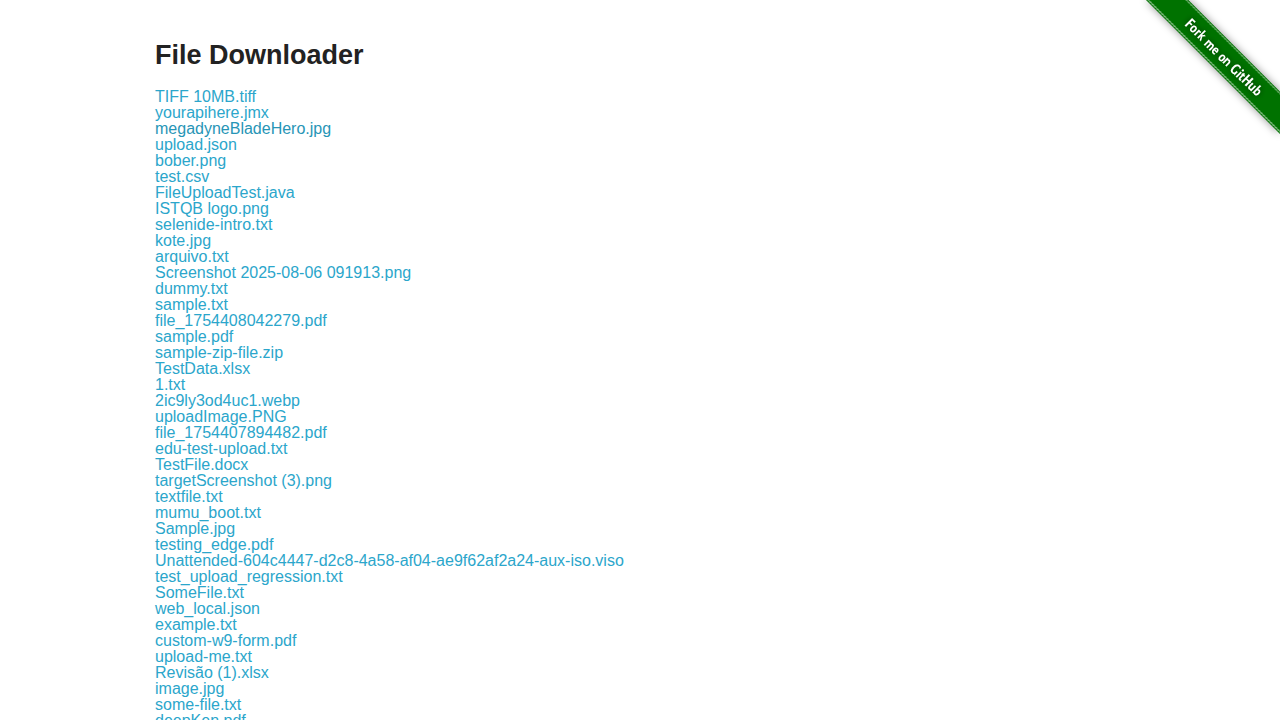 File Downloader
Fork me on GitHub
TIFF 10MB.tiff
yourapihere.jmx
megadyneBladeHero.jpg
upload.json
bober.png
test.csv
FileUploadTest.java
ISTQB logo.png
selenide-intro.txt
kote.jpg
arquivo.txt
Screenshot 2025-08-06 091913.png
dummy.txt
sample.txt
file_1754408042279.pdf
sample.pdf
sample-zip-file.zip
TestData.xlsx
1.txt
2ic9ly3od4uc1.webp
uploadImage.PNG
file_1754407894482.pdf
edu-test-upload.txt
TestFile.docx
targetScreenshot (3).png
textfile.txt
mumu_boot.txt
Sample.jpg
testing_edge.pdf
Unattended-604c4447-d2c8-4a58-af04-ae9f62af2a24-aux-iso.viso
test_upload_regression.txt
SomeFile.txt
web_local.json
example.txt
custom-w9-form.pdf
upload-me.txt
Revisão (1).xlsx
image.jpg
some-file.txt